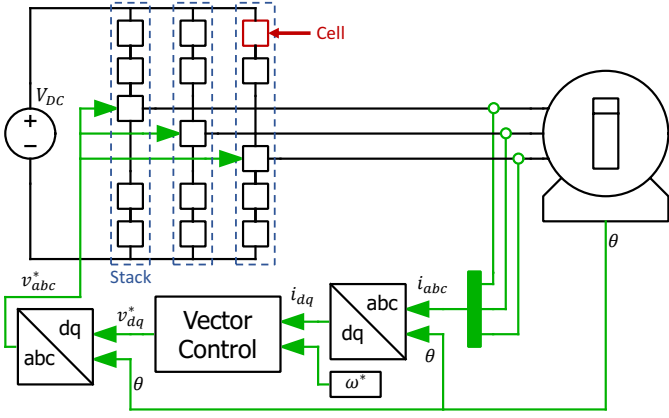 Cell
V_DC
+
−
Stack
θ
v*_abc
v*_dq
i_dq
i_abc
dq
abc
Vector
Control
abc
dq
θ
ω*
θ